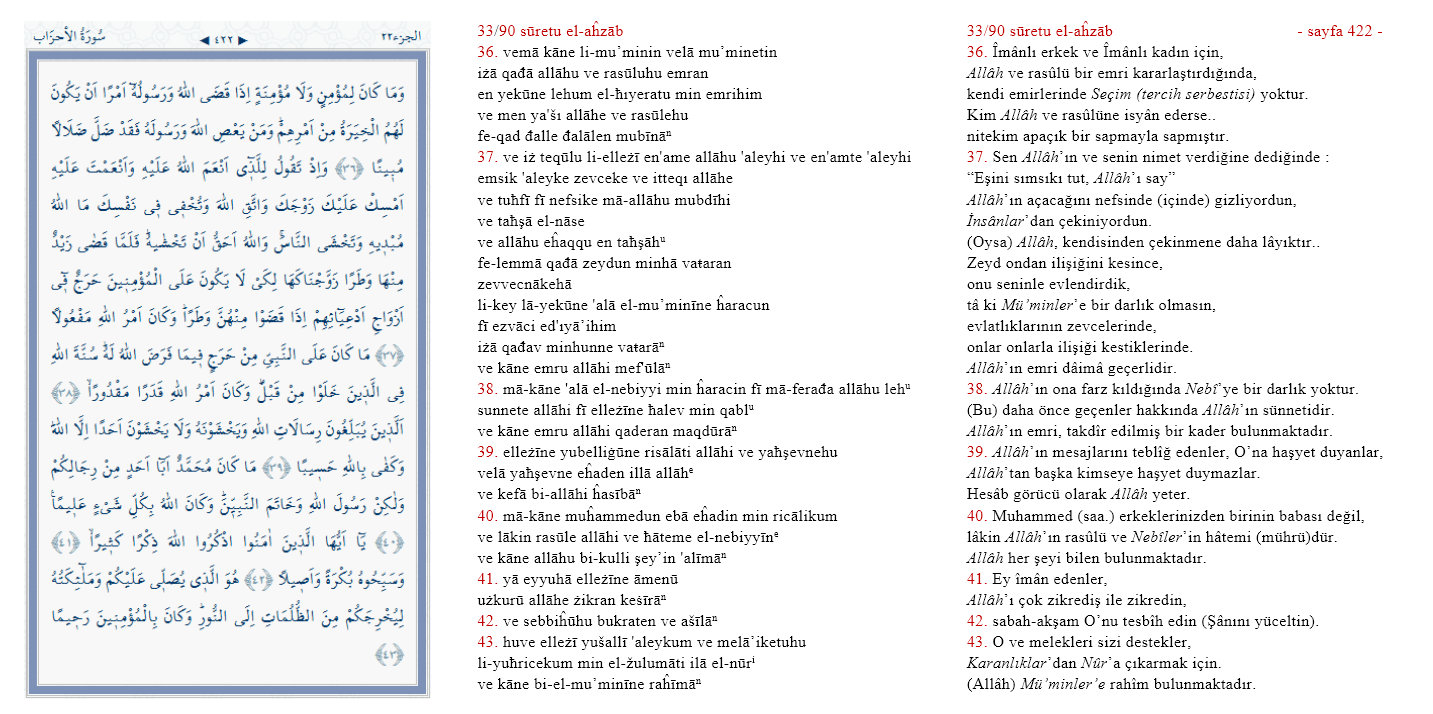 الجزء٢٢
◀ ٤٢٢ ▶
سُورَةُ الأَحزَاب
وَمَا كَانَ لِمُؤْمِنٍ وَلَا مُؤْمِنَةٍ اِذَا قَضَى اللهُ وَرَسُولُهُٓ اَمْرًا اَنْ يَكُونَ
لَهُمُ الْخِيَرَةُ مِنْ اَمْرِهِمْۜ وَمَنْ يَعْصِ اللهَ وَرَسُولَهُ فَقَدْ ضَلَّ ضَلَالًا
مُبٖينًا ﴿٣٦﴾ وَاِذْ تَقُولُ لِلَّذٖٓي اَنْعَمَ اللهُ عَلَيْهِ وَاَنْعَمْتَ عَلَيْهِ
اَمْسِكْ عَلَيْكَ زَوْجَكَ وَاتَّقِ اللهَ وَتُخْفٖي فٖي نَفْسِكَ مَا اللهُ
مُبْدٖيهِ وَتَخْشَى النَّاسَۚ وَاللهُ اَحَقُّ اَنْ تَخْشٰيهُۜ فَلَمَّا قَضٰى زَيْدٌ
مِنْهَا وَطَرًا زَوَّجْنَاكَهَا لِكَيْ لَا يَكُونَ عَلَى الْمُؤْمِنٖينَ حَرَجٌ فٖٓي
اَزْوَاجِ اَدْعِيَٓائِهِمْ اِذَا قَضَوْا مِنْهُنَّ وَطَرًاۜ وَكَانَ اَمْرُ اللهِ مَفْعُولًا
﴿٣٧﴾ مَا كَانَ عَلَى النَّبِيِّ مِنْ حَرَجٍ فٖيمَا فَرَضَ اللهُ لَهُۜ سُنَّةَ اللهِ
فِي الَّذٖينَ خَلَوْا مِنْ قَبْلُۜ وَكَانَ اَمْرُ اللهِ قَدَرًا مَقْدُورًاۙ ﴿٣٨﴾
اَلَّذٖينَ يُبَلِّغُونَ رِسَالَاتِ اللهِ وَيَخْشَوْنَهُ وَلَا يَخْشَوْنَ اَحَدًا اِلَّا اللهَۜ
وَكَفٰى بِاللهِ حَسٖيبًا ﴿٣٩﴾ مَا كَانَ مُحَمَّدٌ اَبَٓا اَحَدٍ مِنْ رِجَالِكُمْ
وَلٰكِنْ رَسُولَ اللهِ وَخَاتَمَ النَّبِيّٖنَۜ وَكَانَ اللهُ بِكُلِّ شَيْءٍ عَلٖيمًا۟
﴿٤٠﴾ يَٓا اَيُّهَا الَّذٖينَ اٰمَنُوا اذْكُرُوا اللهَ ذِكْرًا كَثٖيرًاۙ ﴿٤١﴾
وَسَبِّحُوهُ بُكْرَةً وَاَصٖيلًا ﴿٤٢﴾ هُوَ الَّذٖي يُصَلّٖي عَلَيْكُمْ وَمَلٰٓئِكَتُهُ
لِيُخْرِجَكُمْ مِنَ الظُّلُمَاتِ اِلَى النُّورِۜ وَكَانَ بِالْمُؤْمِنٖينَ رَحٖيمًا
﴿٤٣﴾
33/90 sūretu el-aĥzāb
36. vemā kāne li-mu’minin velā mu’minetin
iżā qađā allāhu ve rasūluhu emran
en yekūne lehum el-ħıyeratu min emrihim
ve men ya'šı allāhe ve rasūlehu
fe-qad đalle đalālen mubīnāⁿ
37. ve iż teqūlu li-elleżī en'ame allāhu 'aleyhi ve en'amte 'aleyhi
emsik 'aleyke zevceke ve itteqı allāhe
ve tuħfī fī nefsike mā-allāhu mubdīhi
ve taħşā el-nāse
ve allāhu eĥaqqu en taħşāhᵘ
fe-lemmā qađā zeydun minhā vaŧaran
zevvecnākehā
li-key lā-yekūne 'alā el-mu’minīne ĥaracun
fī ezvāci ed'ıyā’ihim
iżā qađav minhunne vaŧarāⁿ
ve kāne emru allāhi mef'ūlāⁿ
38. mā-kāne 'alā el-nebiyyi min ĥaracin fī mā-ferađa allāhu lehᵘ
sunnete allāhi fī elleżīne ħalev min qablᵘ
ve kāne emru allāhi qaderan maqdūrāⁿ
39. elleżīne yubelliġūne risālāti allāhi ve yaħşevnehu
velā yaħşevne eĥaden illā allāhᵉ
ve kefā bi-allāhi ĥasībāⁿ
40. mā-kāne muĥammedun ebā eĥadin min ricālikum
ve lākin rasūle allāhi ve ħāteme el-nebiyyīnᵉ
ve kāne allāhu bi-kulli şey’in 'alīmāⁿ
41. yā eyyuhā elleżīne āmenū
użkurū allāhe żikran keśīrāⁿ
42. ve sebbiĥūhu bukraten ve ašīlāⁿ
43. huve elleżī yušallī 'aleykum ve melā’iketuhu
li-yuħricekum min el-žulumāti ilā el-nūrⁱ
ve kāne bi-el-mu’minīne raĥīmāⁿ
33/90 sūretu el-aĥzāb - sayfa 422 -
36. Îmânlı erkek ve Îmânlı kadın için,
Allâh ve rasûlü bir emri kararlaştırdığında,
kendi emirlerinde Seçim (tercih serbestisi) yoktur.
Kim Allâh ve rasûlüne isyân ederse..
nitekim apaçık bir sapmayla sapmıştır.
37. Sen Allâh’ın ve senin nimet verdiğine dediğinde :
“Eşini sımsıkı tut, Allâh’ı say”
Allâh’ın açacağını nefsinde (içinde) gizliyordun,
İnsânlar’dan çekiniyordun.
(Oysa) Allâh, kendisinden çekinmene daha lâyıktır..
Zeyd ondan ilişiğini kesince,
onu seninle evlendirdik,
tâ ki Mü’minler’e bir darlık olmasın,
evlatlıklarının zevcelerinde,
onlar onlarla ilişiği kestiklerinde.
Allâh’ın emri dâimâ geçerlidir.
38. Allâh’ın ona farz kıldığında Nebî’ye bir darlık yoktur.
(Bu) daha önce geçenler hakkında Allâh’ın sünnetidir.
Allâh’ın emri, takdîr edilmiş bir kader bulunmaktadır.
39. Allâh’ın mesajlarını teblîğ edenler, O’na haşyet duyanlar,
Allâh’tan başka kimseye haşyet duymazlar.
Hesâb görücü olarak Allâh yeter.
40. Muhammed (saa.) erkeklerinizden birinin babası değil,
lâkin Allâh’ın rasûlü ve Nebîler’in hâtemi (mührü)dür.
Allâh her şeyi bilen bulunmaktadır.
41. Ey îmân edenler,
Allâh’ı çok zikrediş ile zikredin,
42. sabah-akşam O’nu tesbîh edin (Şânını yüceltin).
43. O ve melekleri sizi destekler,
Karanlıklar’dan Nûr’a çıkarmak için.
(Allâh) Mü’minler’e rahîm bulunmaktadır.